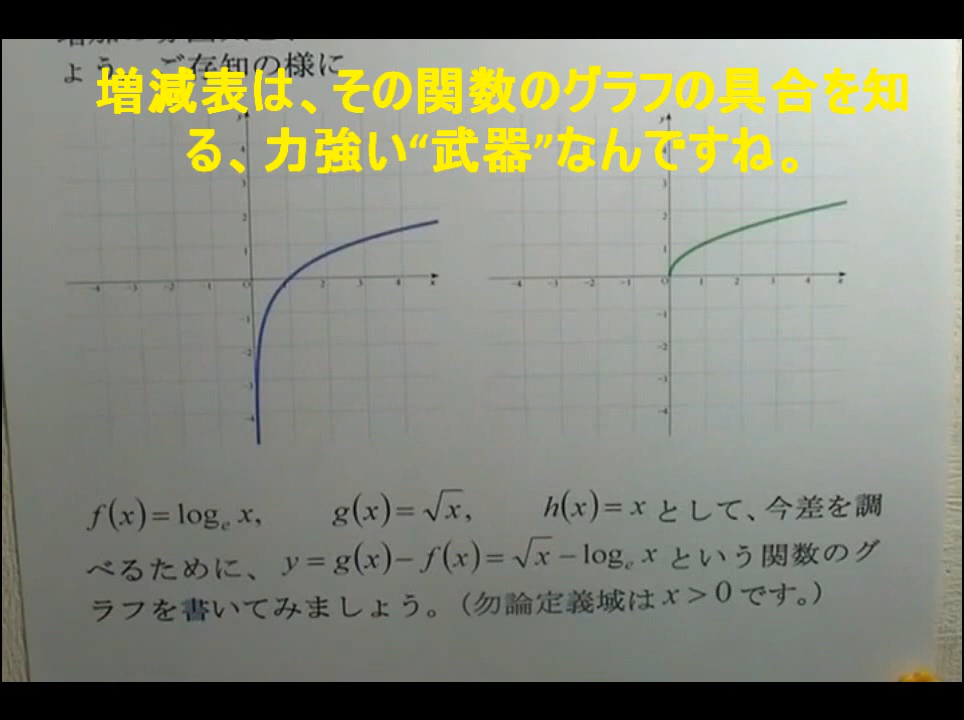 ょう。ご存知の様に
増減表は、その関数のグラフの具合を知
る、力強い“武器”なんですね。
f(x)=logₑ x, g(x)=√x, h(x)=x として、今差を調
べるために、y=g(x)−f(x)=√x−logₑ x という関数のグ
ラフを書いてみましょう。（勿論定義域はx>0です。）